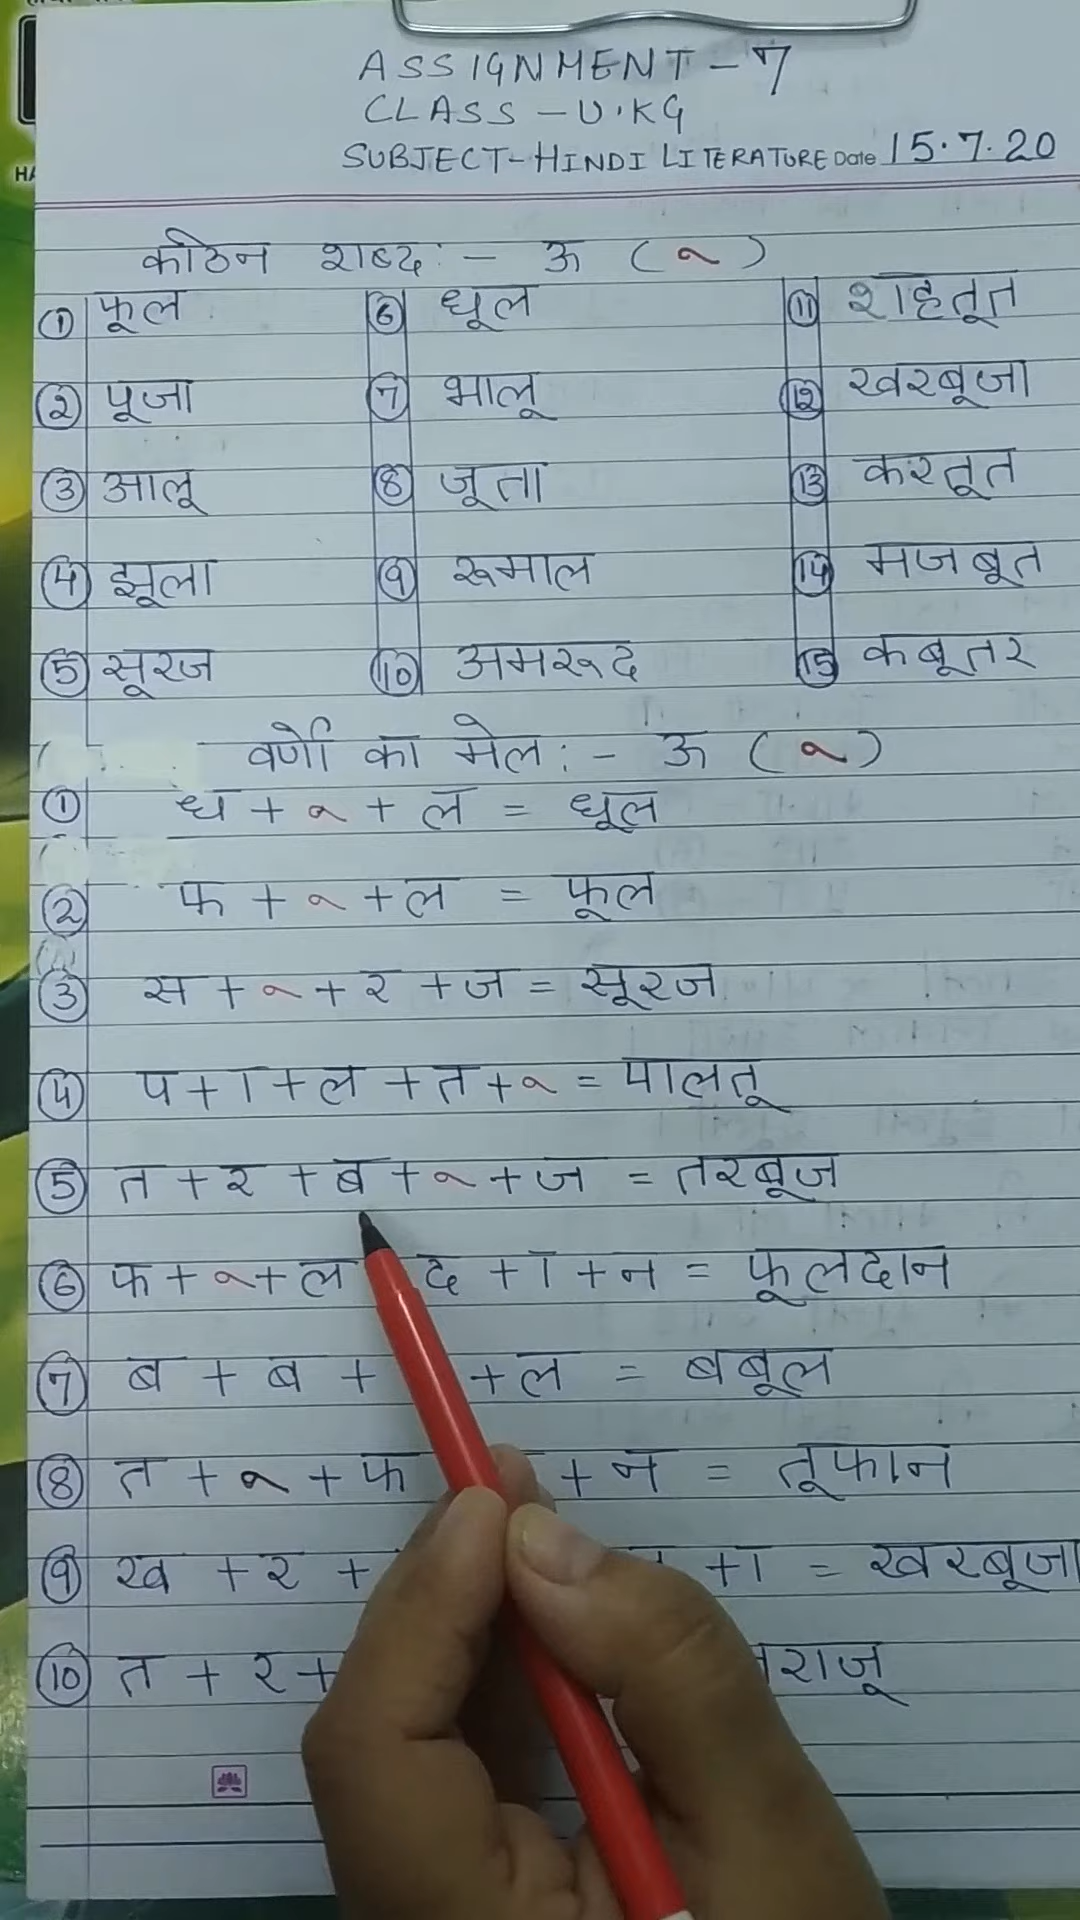 ASSIGNMENT-7
CLASS-U.KG
SUBJECT-HINDI LITERATURE Date 15.7.20
कठिन शब्द :- ऊ ( ू )
① फूल ⑥ धूल ⑪ शहतूत
② पूजा ⑦ भालू ⑫ खरबूजा
③ आलू ⑧ जूता ⑬ करतूत
④ झूला ⑨ रूमाल ⑭ मजबूत
⑤ सूरज ⑩ अमरूद ⑮ कबूतर
वर्णो का मेल :- ऊ ( ू )
① ध + ू + ल = धूल
② फ + ू + ल = फूल
③ स + ू + र + ज = सूरज
④ प + ा + ल + त + ू = पालतू
⑤ त + र + ब + ू + ज = तरबूज
⑥ फ + ू + ल द + ा + न = फूलदान
⑦ ब + ब + + ल = बबूल
⑧ त + ू + फ + न = तूफान
⑨ ख + र + + ा = खरबूजा
⑩ त + र + राजू